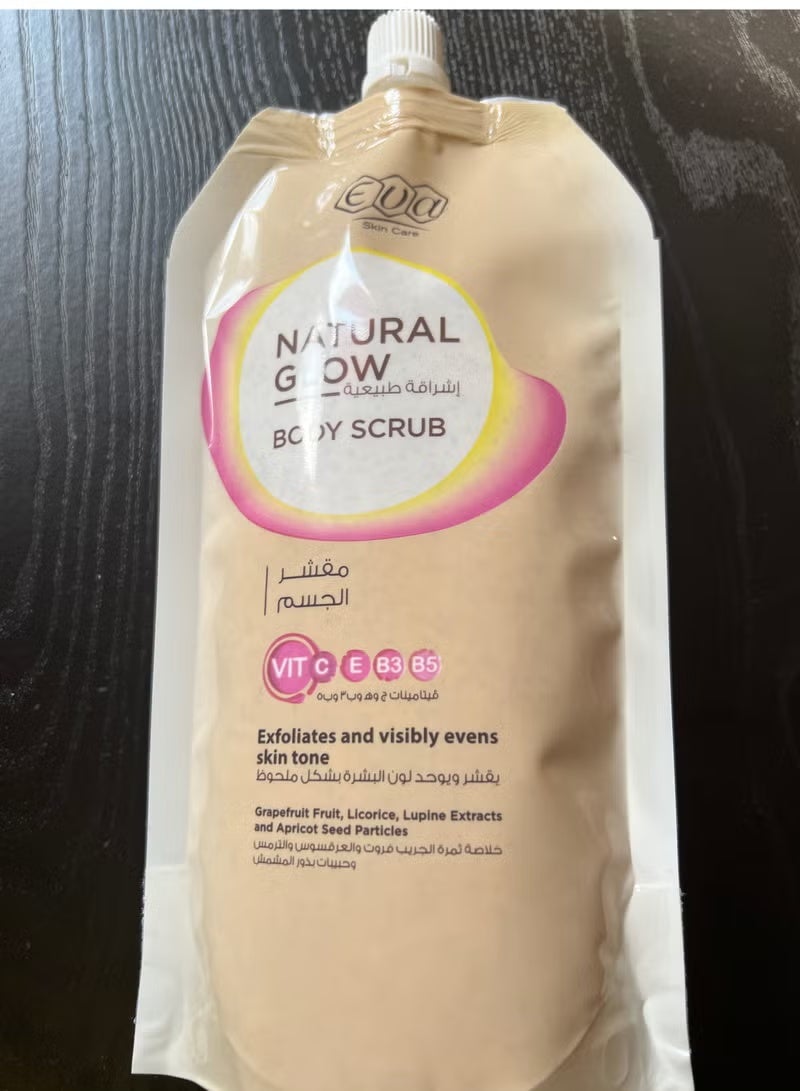 Eva
Skin Care
NATURAL
GLOW
إشراقة طبيعية
BODY SCRUB
مقشر
الجسم
VIT C E B3 B5
ڤيتامينات ج وهـ وب٣ وب٥
Exfoliates and visibly evens
skin tone
يقشر ويوحد لون البشرة بشكل ملحوظ
Grapefruit Fruit, Licorice, Lupine Extracts
and Apricot Seed Particles
خلاصة ثمرة الجريب فروت والعرقسوس والترمس
وحبيبات بذور المشمش